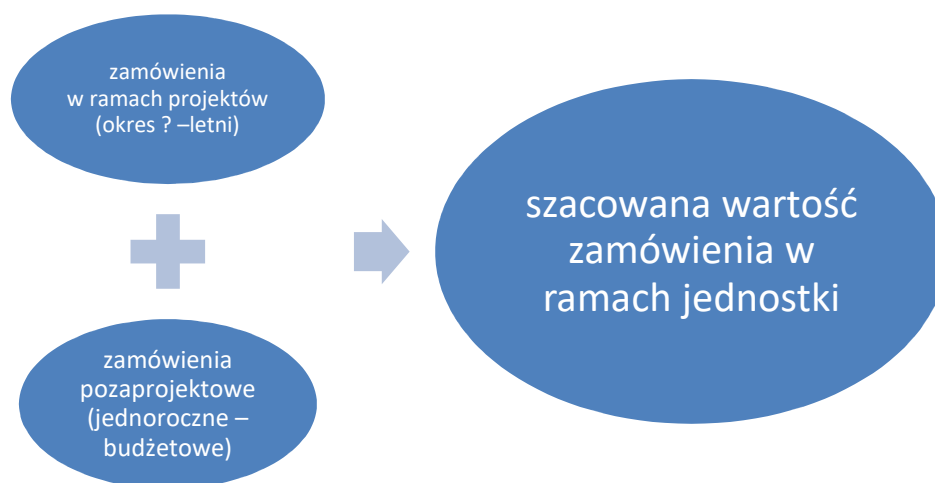 zamówienia
w ramach projektów
(okres ? –letni)
zamówienia
pozaprojektowe
(jednoroczne –
budżetowe)
szacowana wartość
zamówienia w
ramach jednostki